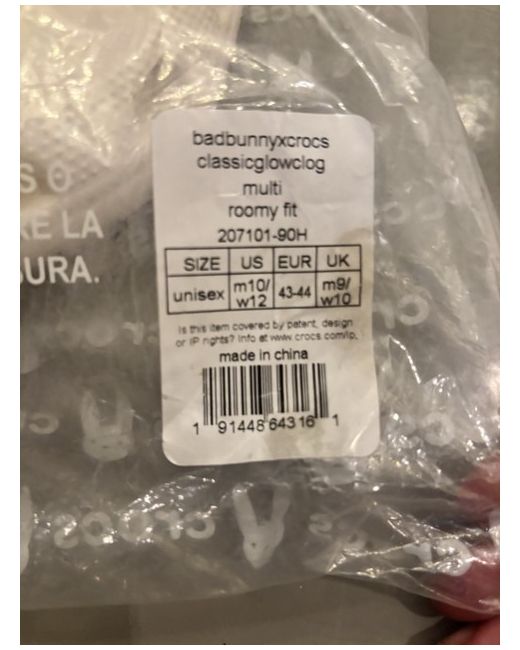 badbunnyxcrocs
classicglowclog
multi
roomy fit
207101-90H
SIZE US EUR UK
unisex m10/ w12 43-44 m9/ w10
Is this item covered by patent, design
or IP rights? Info at www.crocs.com/ip.
made in china
1 91448 64316 1
S O
RE LA
URA.
crocs
crocs